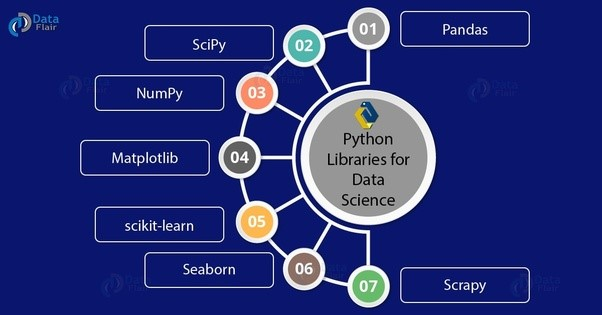 Data
Flair
Python
Libraries for
Data
Science
01
Pandas
02
SciPy
03
NumPy
04
Matplotlib
05
scikit-learn
06
Seaborn
07
Scrapy